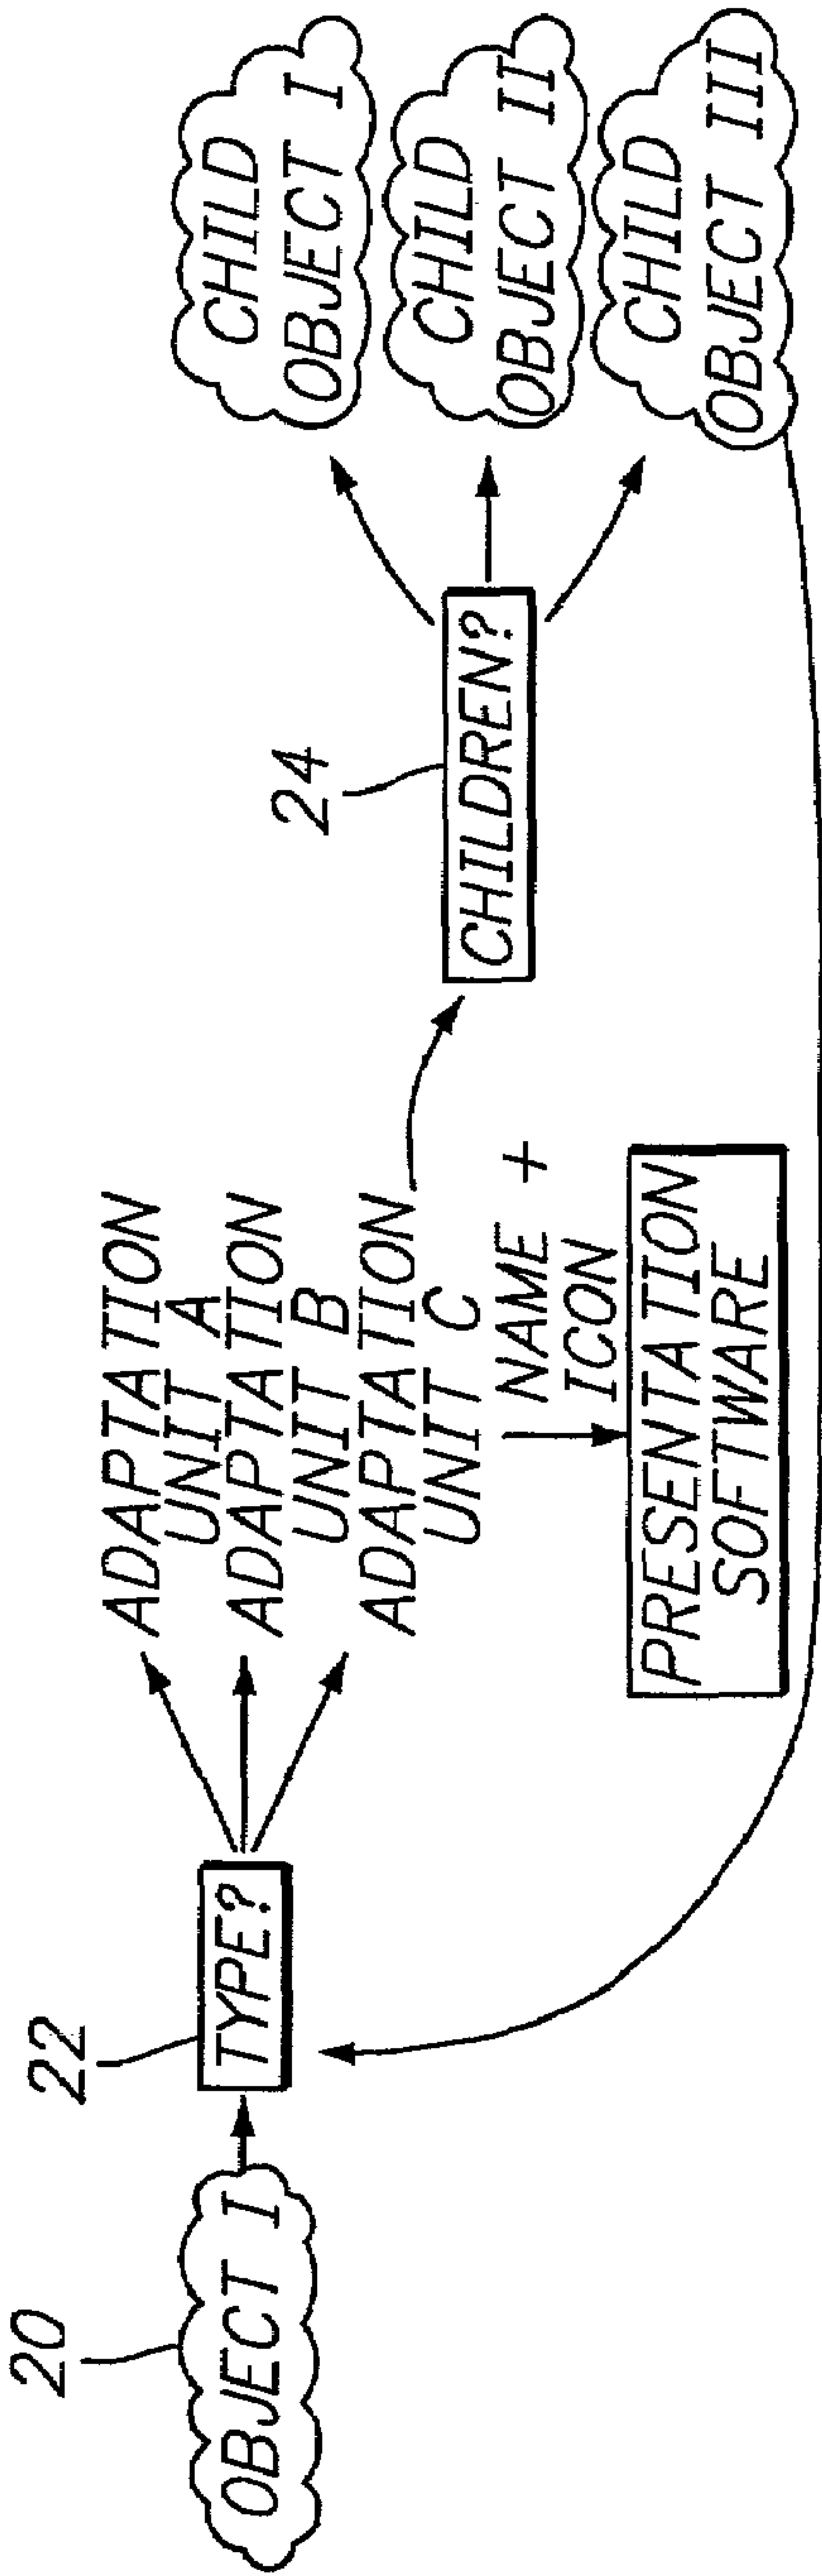 20
OBJECT I
22
TYPE?
ADAPTATION
UNIT A
ADAPTATION
UNIT B
ADAPTATION
UNIT C
NAME +
ICON
PRESENTATION
SOFTWARE
24
CHILDREN?
CHILD
OBJECT I
CHILD
OBJECT II
CHILD
OBJECT III